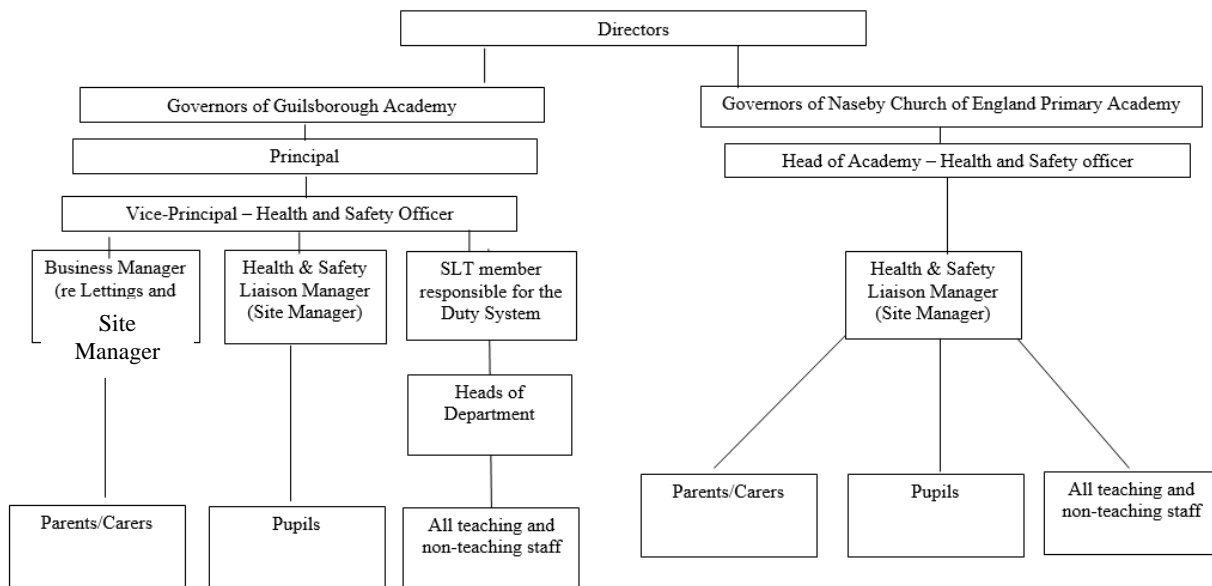 Directors
Governors of Guilsborough Academy
Governors of Naseby Church of England Primary Academy
Principal
Head of Academy – Health and Safety officer
Vice-Principal – Health and Safety Officer
Business Manager
(re Lettings and
Site
Manager
Health & Safety
Liaison Manager
(Site Manager)
SLT member
responsible for the
Duty System
Health & Safety
Liaison Manager
(Site Manager)
Heads of
Department
Parents/Carers
Pupils
All teaching and
non-teaching staff
Parents/Carers
Pupils
All teaching and
non-teaching staff